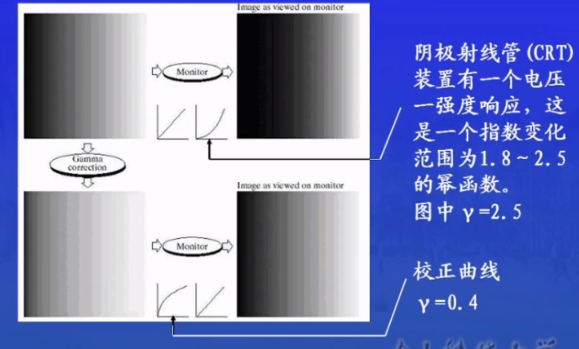 Image as viewed on monitor
Monitor
Gamma
correction
Image as viewed on monitor
Monitor
阴极射线管(CRT)
装置有一个电压
—强度响应，这
是一个指数变化
范围为1.8~2.5
的幂函数。
图中 γ=2.5
校正曲线
γ=0.4